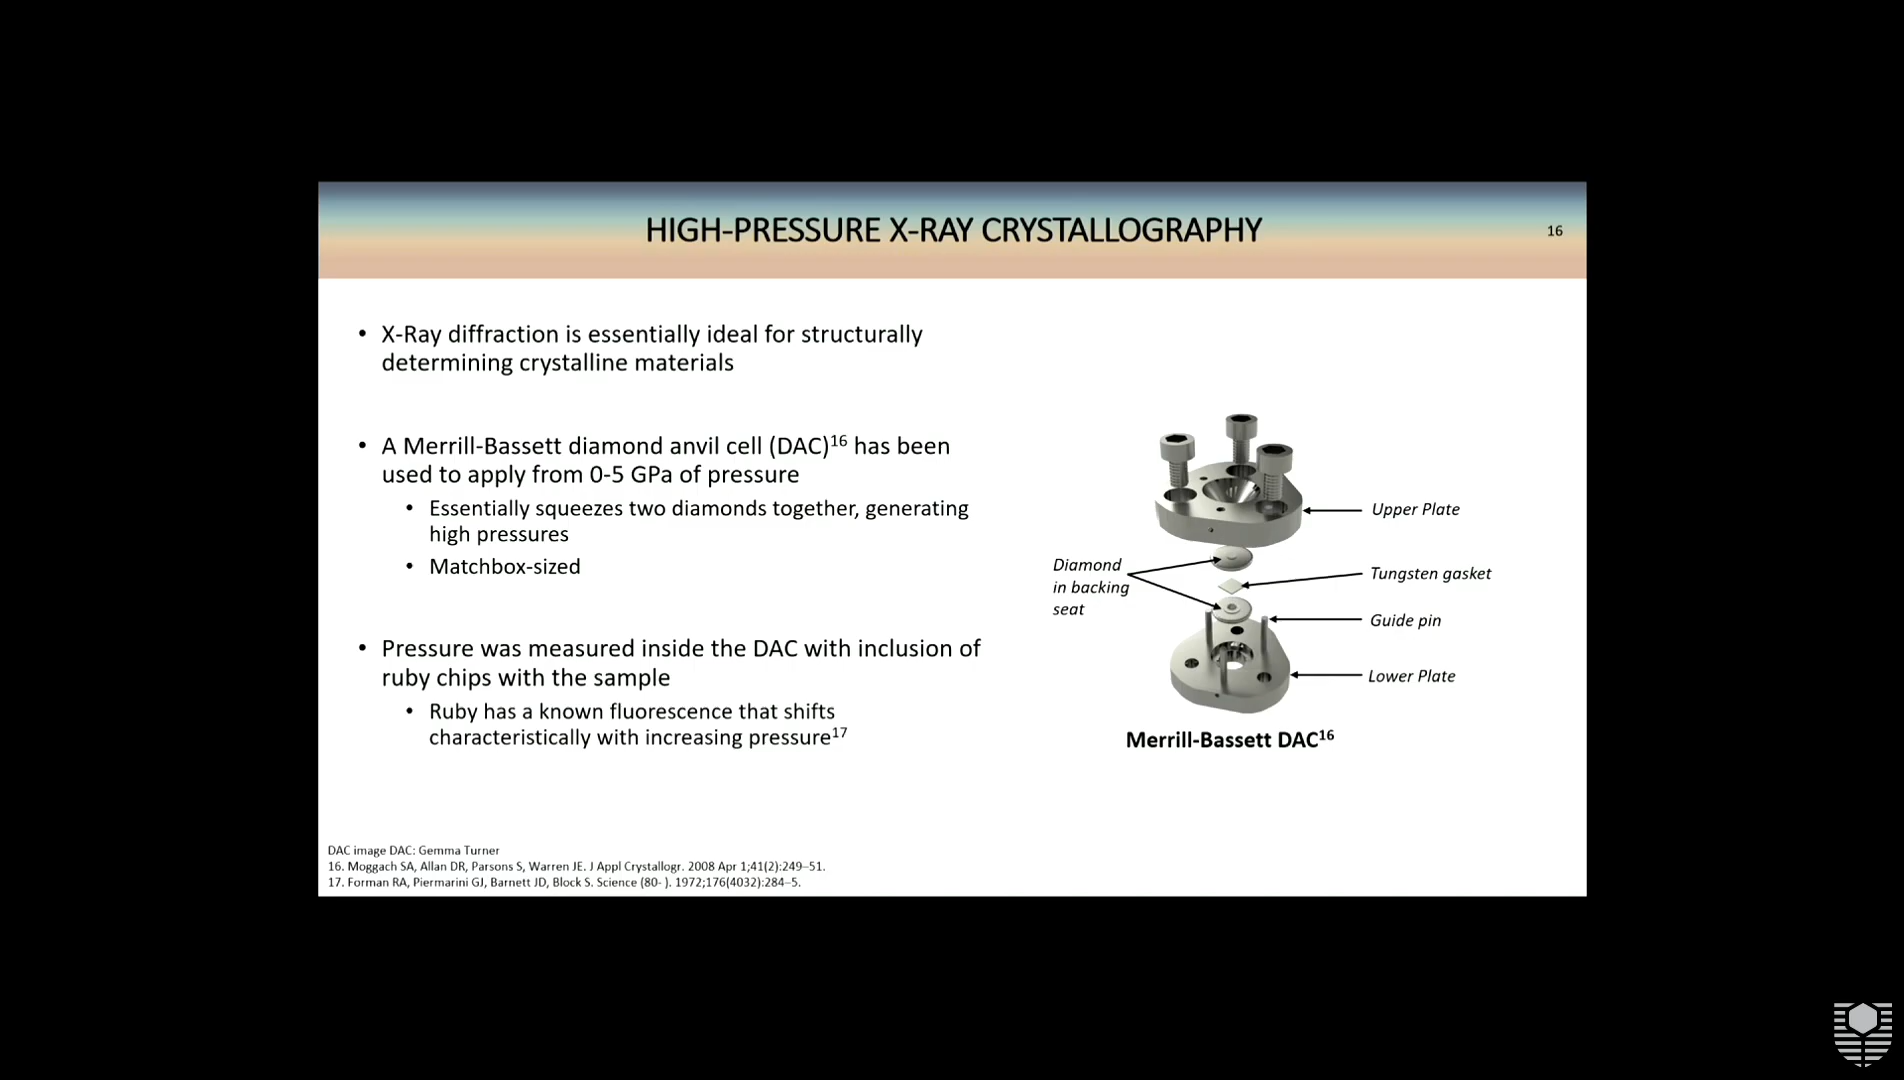 HIGH-PRESSURE X-RAY CRYSTALLOGRAPHY
16
• X-Ray diffraction is essentially ideal for structurally
determining crystalline materials
• A Merrill-Bassett diamond anvil cell (DAC)16 has been
used to apply from 0-5 GPa of pressure
• Essentially squeezes two diamonds together, generating
high pressures
• Matchbox-sized
• Pressure was measured inside the DAC with inclusion of
ruby chips with the sample
• Ruby has a known fluorescence that shifts
characteristically with increasing pressure17
Upper Plate
Diamond
in backing
seat
Tungsten gasket
Guide pin
Lower Plate
Merrill-Bassett DAC16
DAC image DAC: Gemma Turner
16. Moggach SA, Allan DR, Parsons S, Warren JE. J Appl Crystallogr. 2008 Apr 1;41(2):249–51.
17. Forman RA, Piermarini GJ, Barnett JD, Block S. Science (80- ). 1972;176(4032):284–5.